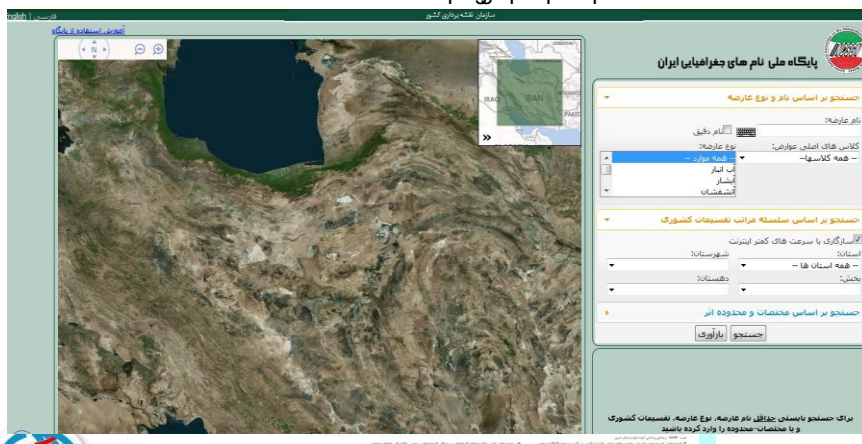 سازمان نقشه برداری کشور
فارسی | English
آموزش استفاده از پایگاه
پایگاه ملی نام های جغرافیایی ایران
جستجو بر اساس نام و نوع عارضه
نام عارضه:
نام دقیق
کلاس های اصلی عوارض:
نوع عارضه:
-- همه کلاسها--
-- همه موارد --
آب انبار
آبشار
آتشفشان
جستجو بر اساس سلسله مراتب تقسیمات کشوری
سازگاری با سرعت های کمتر اینترنت
استان:
شهرستان:
-- همه استان ها --
بخش:
دهستان:
جستجو بر اساس مختصات و محدوده اثر
جستجو
بازآوری
برای جستجو بایستی حداقل نام عارضه، نوع عارضه، تقسیمات کشوری
و یا مختصات-محدوده را وارد کرده باشید
IRAQ
IRAN
N
»